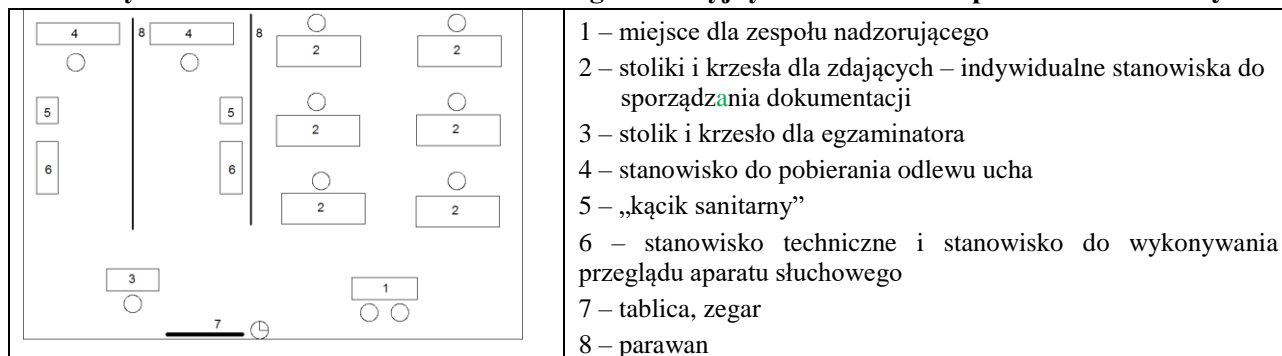 4
8
4
8
2
2
5
5
2
2
6
6
2
2
3
1
7
1 – miejsce dla zespołu nadzorującego
2 – stoliki i krzesła dla zdających – indywidualne stanowiska do
sporządzania dokumentacji
3 – stolik i krzesło dla egzaminatora
4 – stanowisko do pobierania odlewu ucha
5 – „kącik sanitarny”
6 – stanowisko techniczne i stanowisko do wykonywania
przeglądu aparatu słuchowego
7 – tablica, zegar
8 – parawan